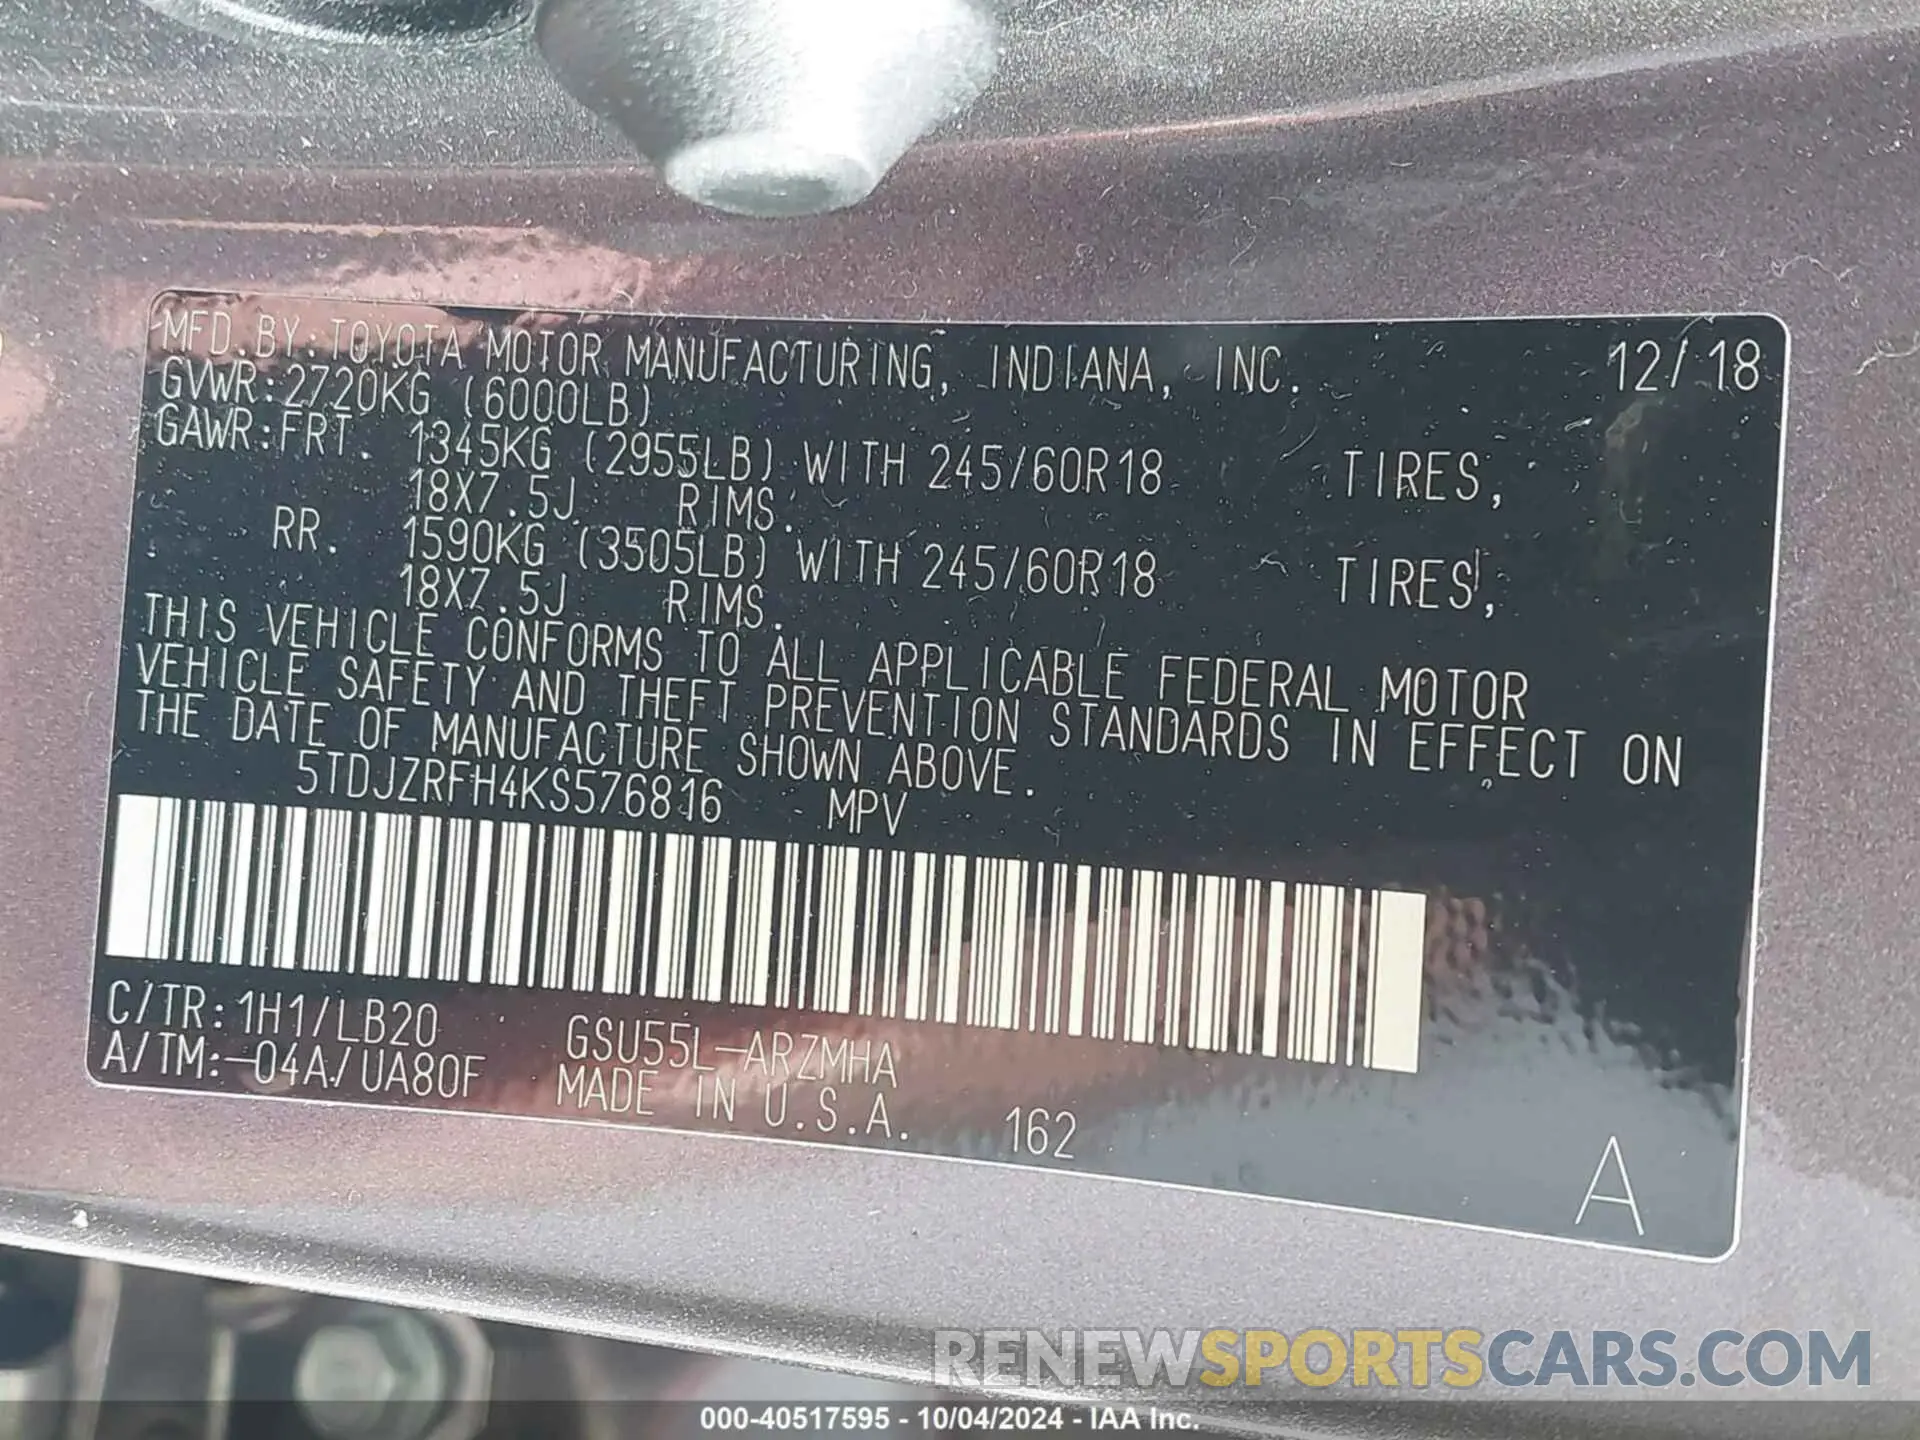 MFD.BY:TOYOTA MOTOR MANUFACTURING, INDIANA, INC. 12/18
GVWR:2720KG (6000LB)
GAWR:FRT. 1345KG (2955LB) WITH 245/60R18 TIRES,
18X7.5J RIMS.
RR. 1590KG (3505LB) WITH 245/60R18 TIRES,
18X7.5J RIMS.
THIS VEHICLE CONFORMS TO ALL APPLICABLE FEDERAL MOTOR
VEHICLE SAFETY AND THEFT PREVENTION STANDARDS IN EFFECT ON
THE DATE OF MANUFACTURE SHOWN ABOVE.
5TDJZRFH4KS576816 MPV
C/TR:1H1/LB20 GSU55L-ARZMHA
A/TM:-04A/UA80F MADE IN U.S.A. 162
A
RENEWSPORTSCARS.COM
000-40517595 - 10/04/2024 - IAA Inc.